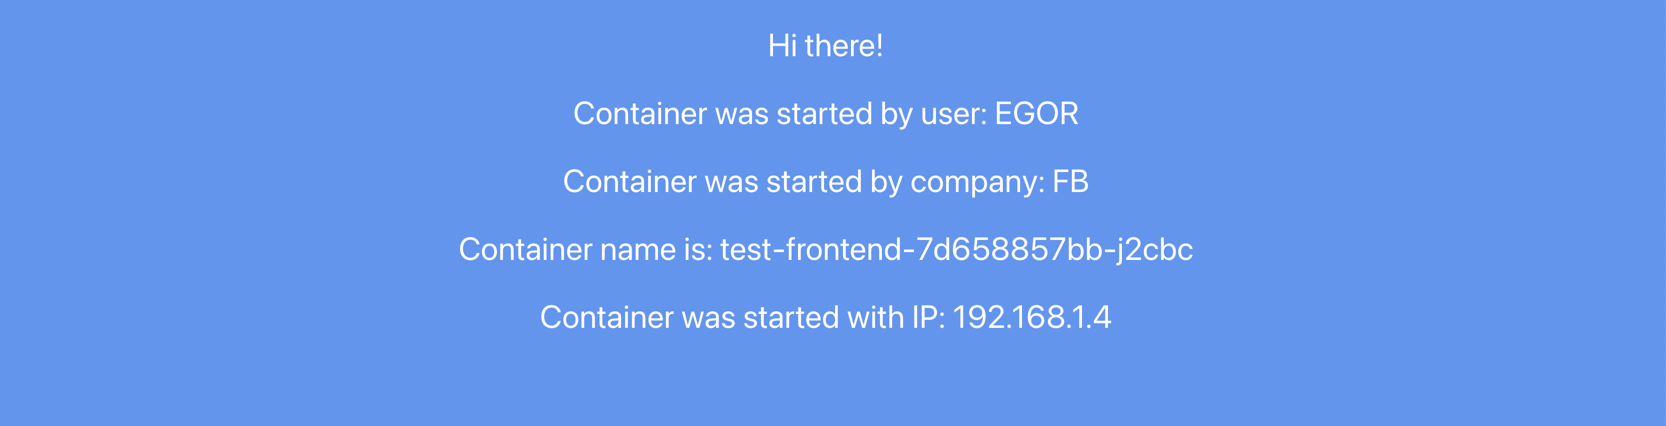 Hi there!
Container was started by user: EGOR
Container was started by company: FB
Container name is: test-frontend-7d658857bb-j2cbc
Container was started with IP: 192.168.1.4